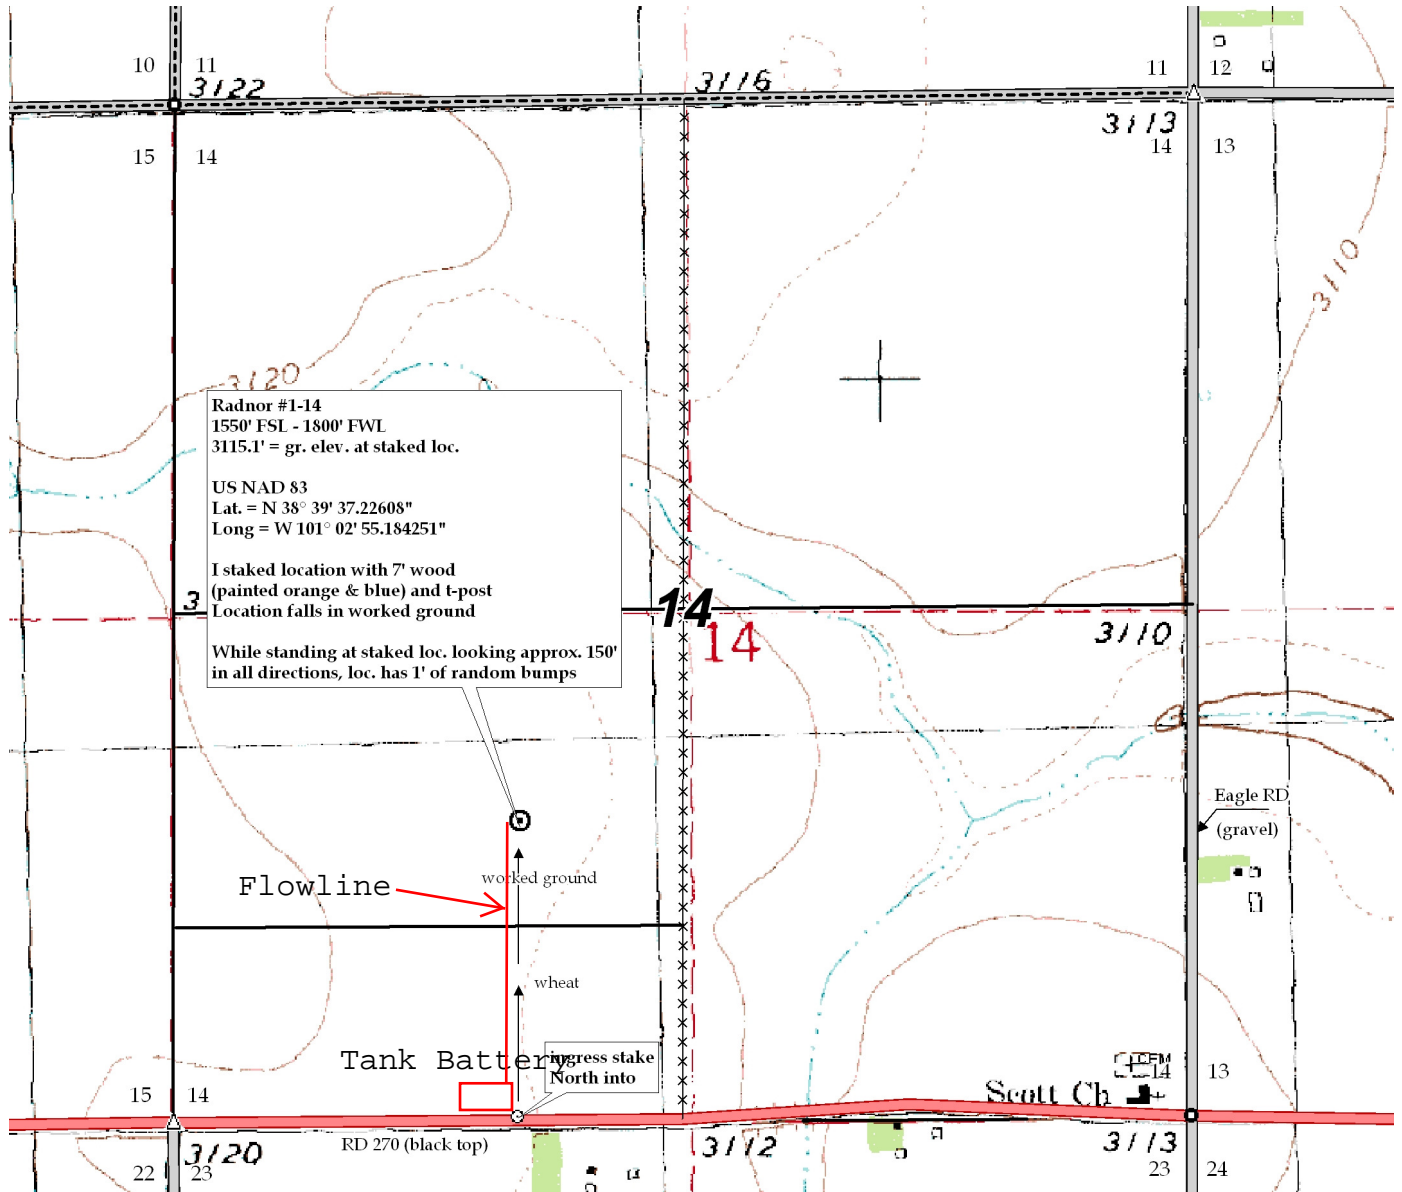 10 11
3122
3116
11 12
3113
15 14
14 13
3110
3120
Radnor #1-14
1550' FSL - 1800' FWL
3115.1' = gr. elev. at staked loc.
US NAD 83
Lat. = N 38° 39' 37.22608"
Long = W 101° 02' 55.184251"
I staked location with 7' wood
(painted orange & blue) and t-post
Location falls in worked ground
While standing at staked loc. looking approx. 150'
in all directions, loc. has 1' of random bumps
3
14
14
3110
Eagle RD
(gravel)
worked ground
Flowline
wheat
Tank Battery
ingress stake
North into
CEM
15 14
14 13
Scott Ch
RD 270 (black top)
3120
3112
3113
22 23
23 24